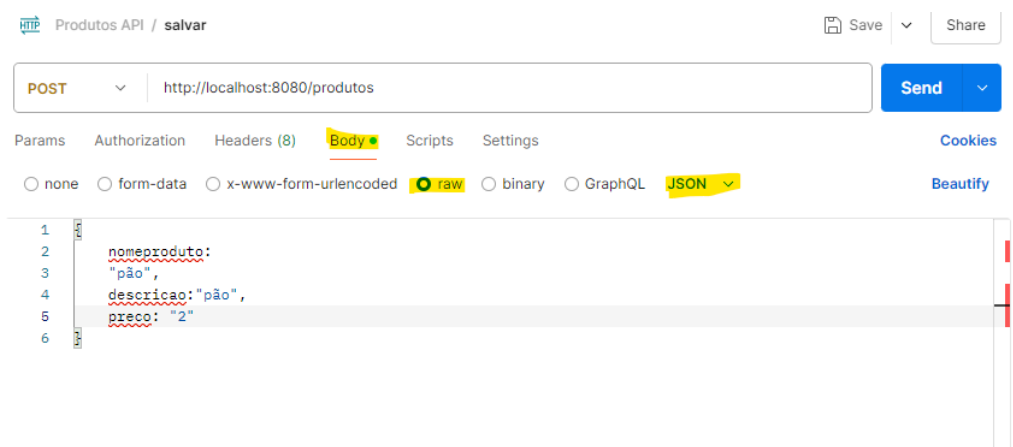 HTTP Produtos API / salvar Save Share
POST http://localhost:8080/produtos Send
Params Authorization Headers (8) Body Scripts Settings Cookies
none form-data x-www-form-urlencoded raw binary GraphQL JSON Beautify
1 {
2 nomeproduto:
3 "pão",
4 descricao:"pão",
5 preco: "2"
6 }